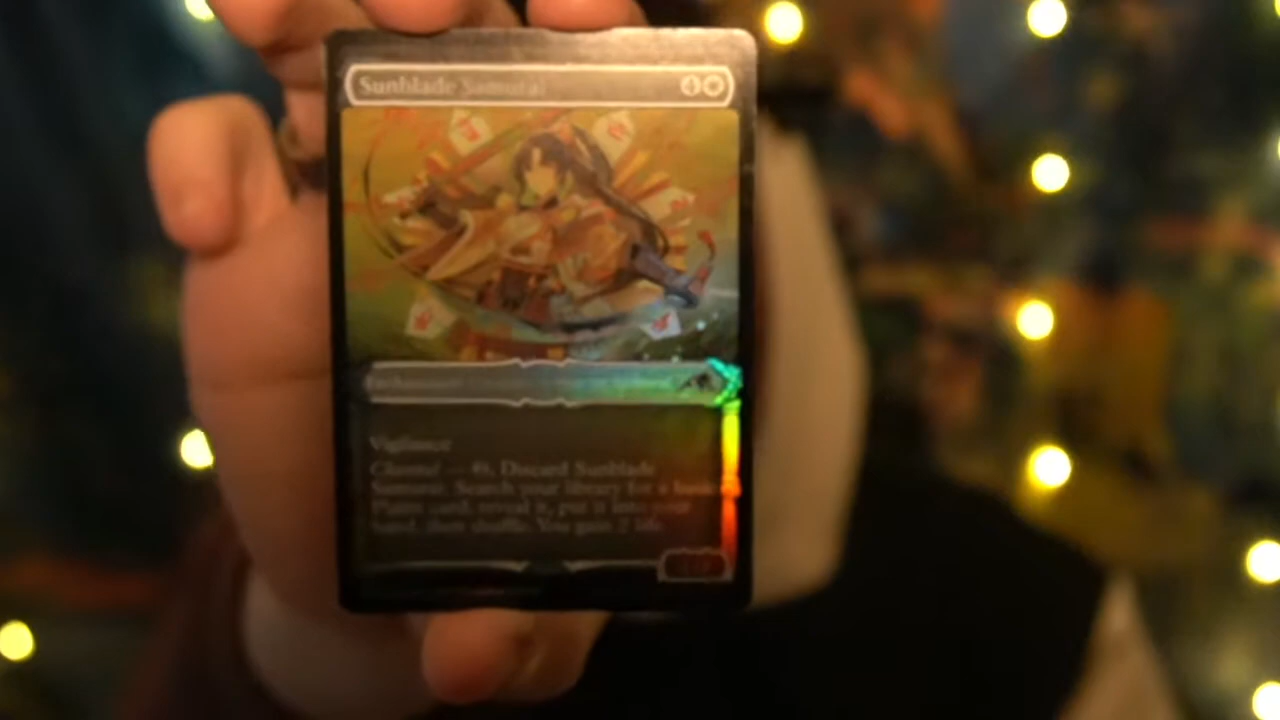 Sunblade Samurai 4
Vigilance
Channel — 2, Discard Sunblade
Samurai: Search your library for a basic
Plains card, reveal it, put it into your
hand, then shuffle. You gain 2 life.